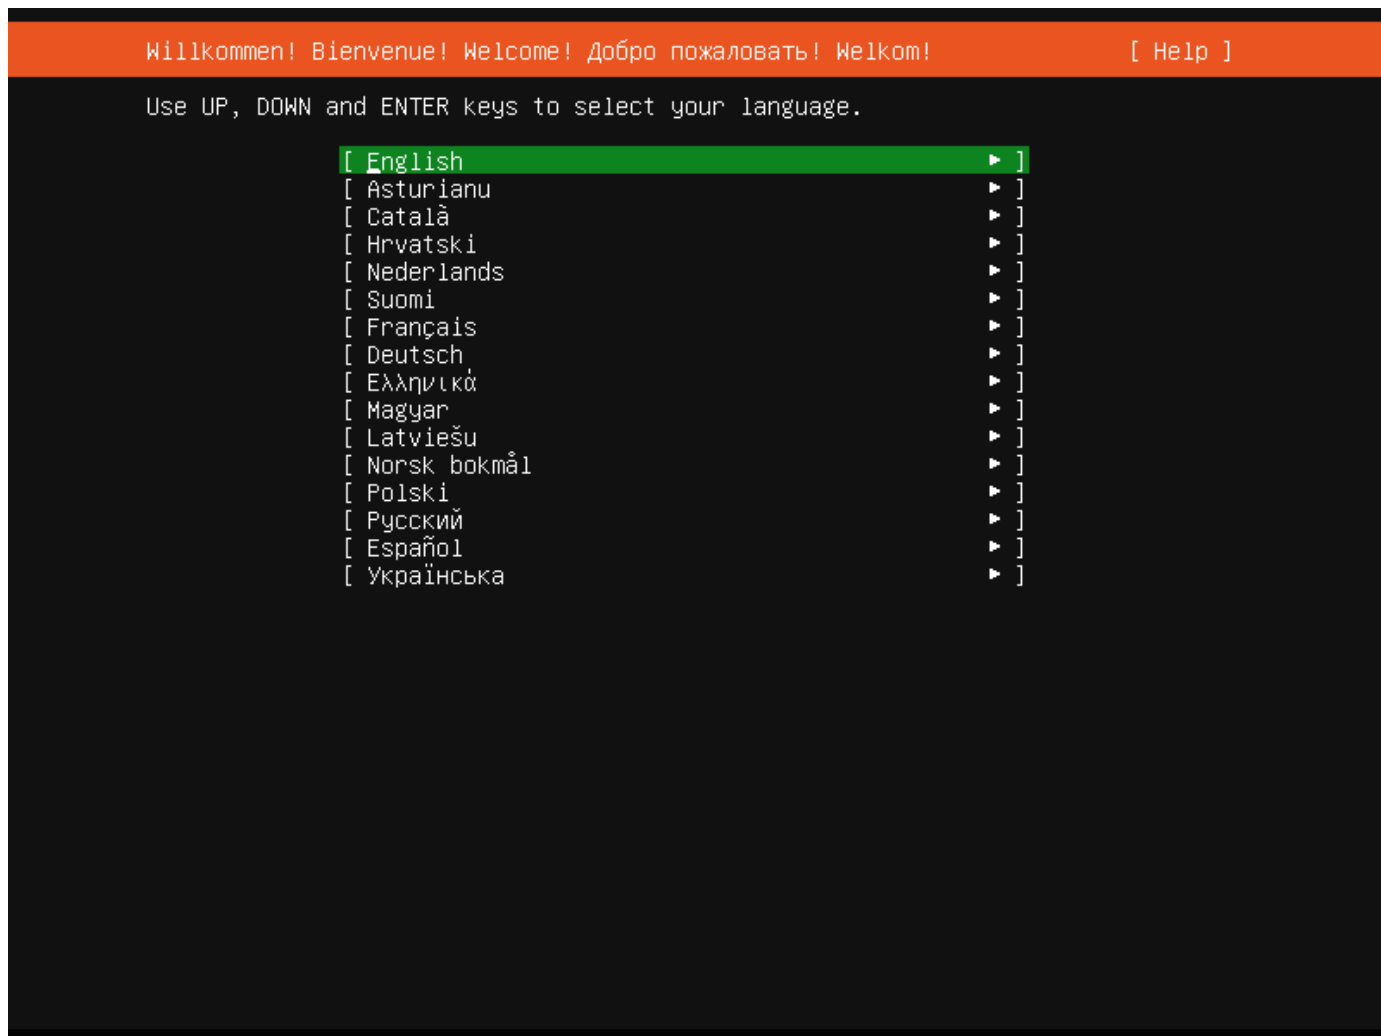 Willkommen! Bienvenue! Welcome! Добро пожаловать! Welkom! [ Help ]
Use UP, DOWN and ENTER keys to select your language.
[ English ► ]
[ Asturianu ► ]
[ Català ► ]
[ Hrvatski ► ]
[ Nederlands ► ]
[ Suomi ► ]
[ Français ► ]
[ Deutsch ► ]
[ Ελληνικά ► ]
[ Magyar ► ]
[ Latviešu ► ]
[ Norsk bokmål ► ]
[ Polski ► ]
[ Русский ► ]
[ Español ► ]
[ Українська ► ]